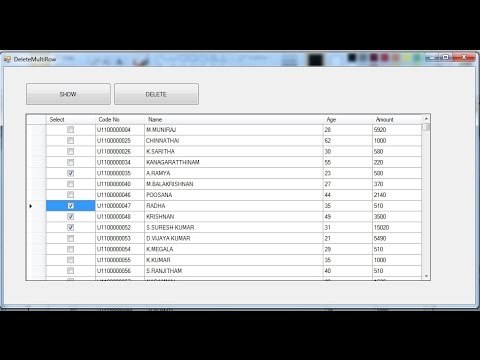 DeleteMultiRow
SHOW DELETE
Select Code No Name Age Amount
U1100000004 M.MUNIRAJ 28 5920
U1100000025 CHINNATHAI 62 1000
U1100000026 K.SARITHA 30 580
U1100000034 KANAGARATTHINAM 55 220
U1100000035 A.RAMYA 23 580
U1100000040 M.BALAKRISHNAN 37 220
U1100000046 POOSANA 44 2140
U1100000047 RADHA 35 510
U1100000048 KRISHNAN 49 3500
U1100000052 S.SURESH KUMAR 31 15020
U1100000053 D.VIJAYA KUMAR 21 5490
U1100000054 K.MEGALA 29 510
U1100000055 K.KUMAR 35 1000
U1100000056 S.RANJITHAM 40 510